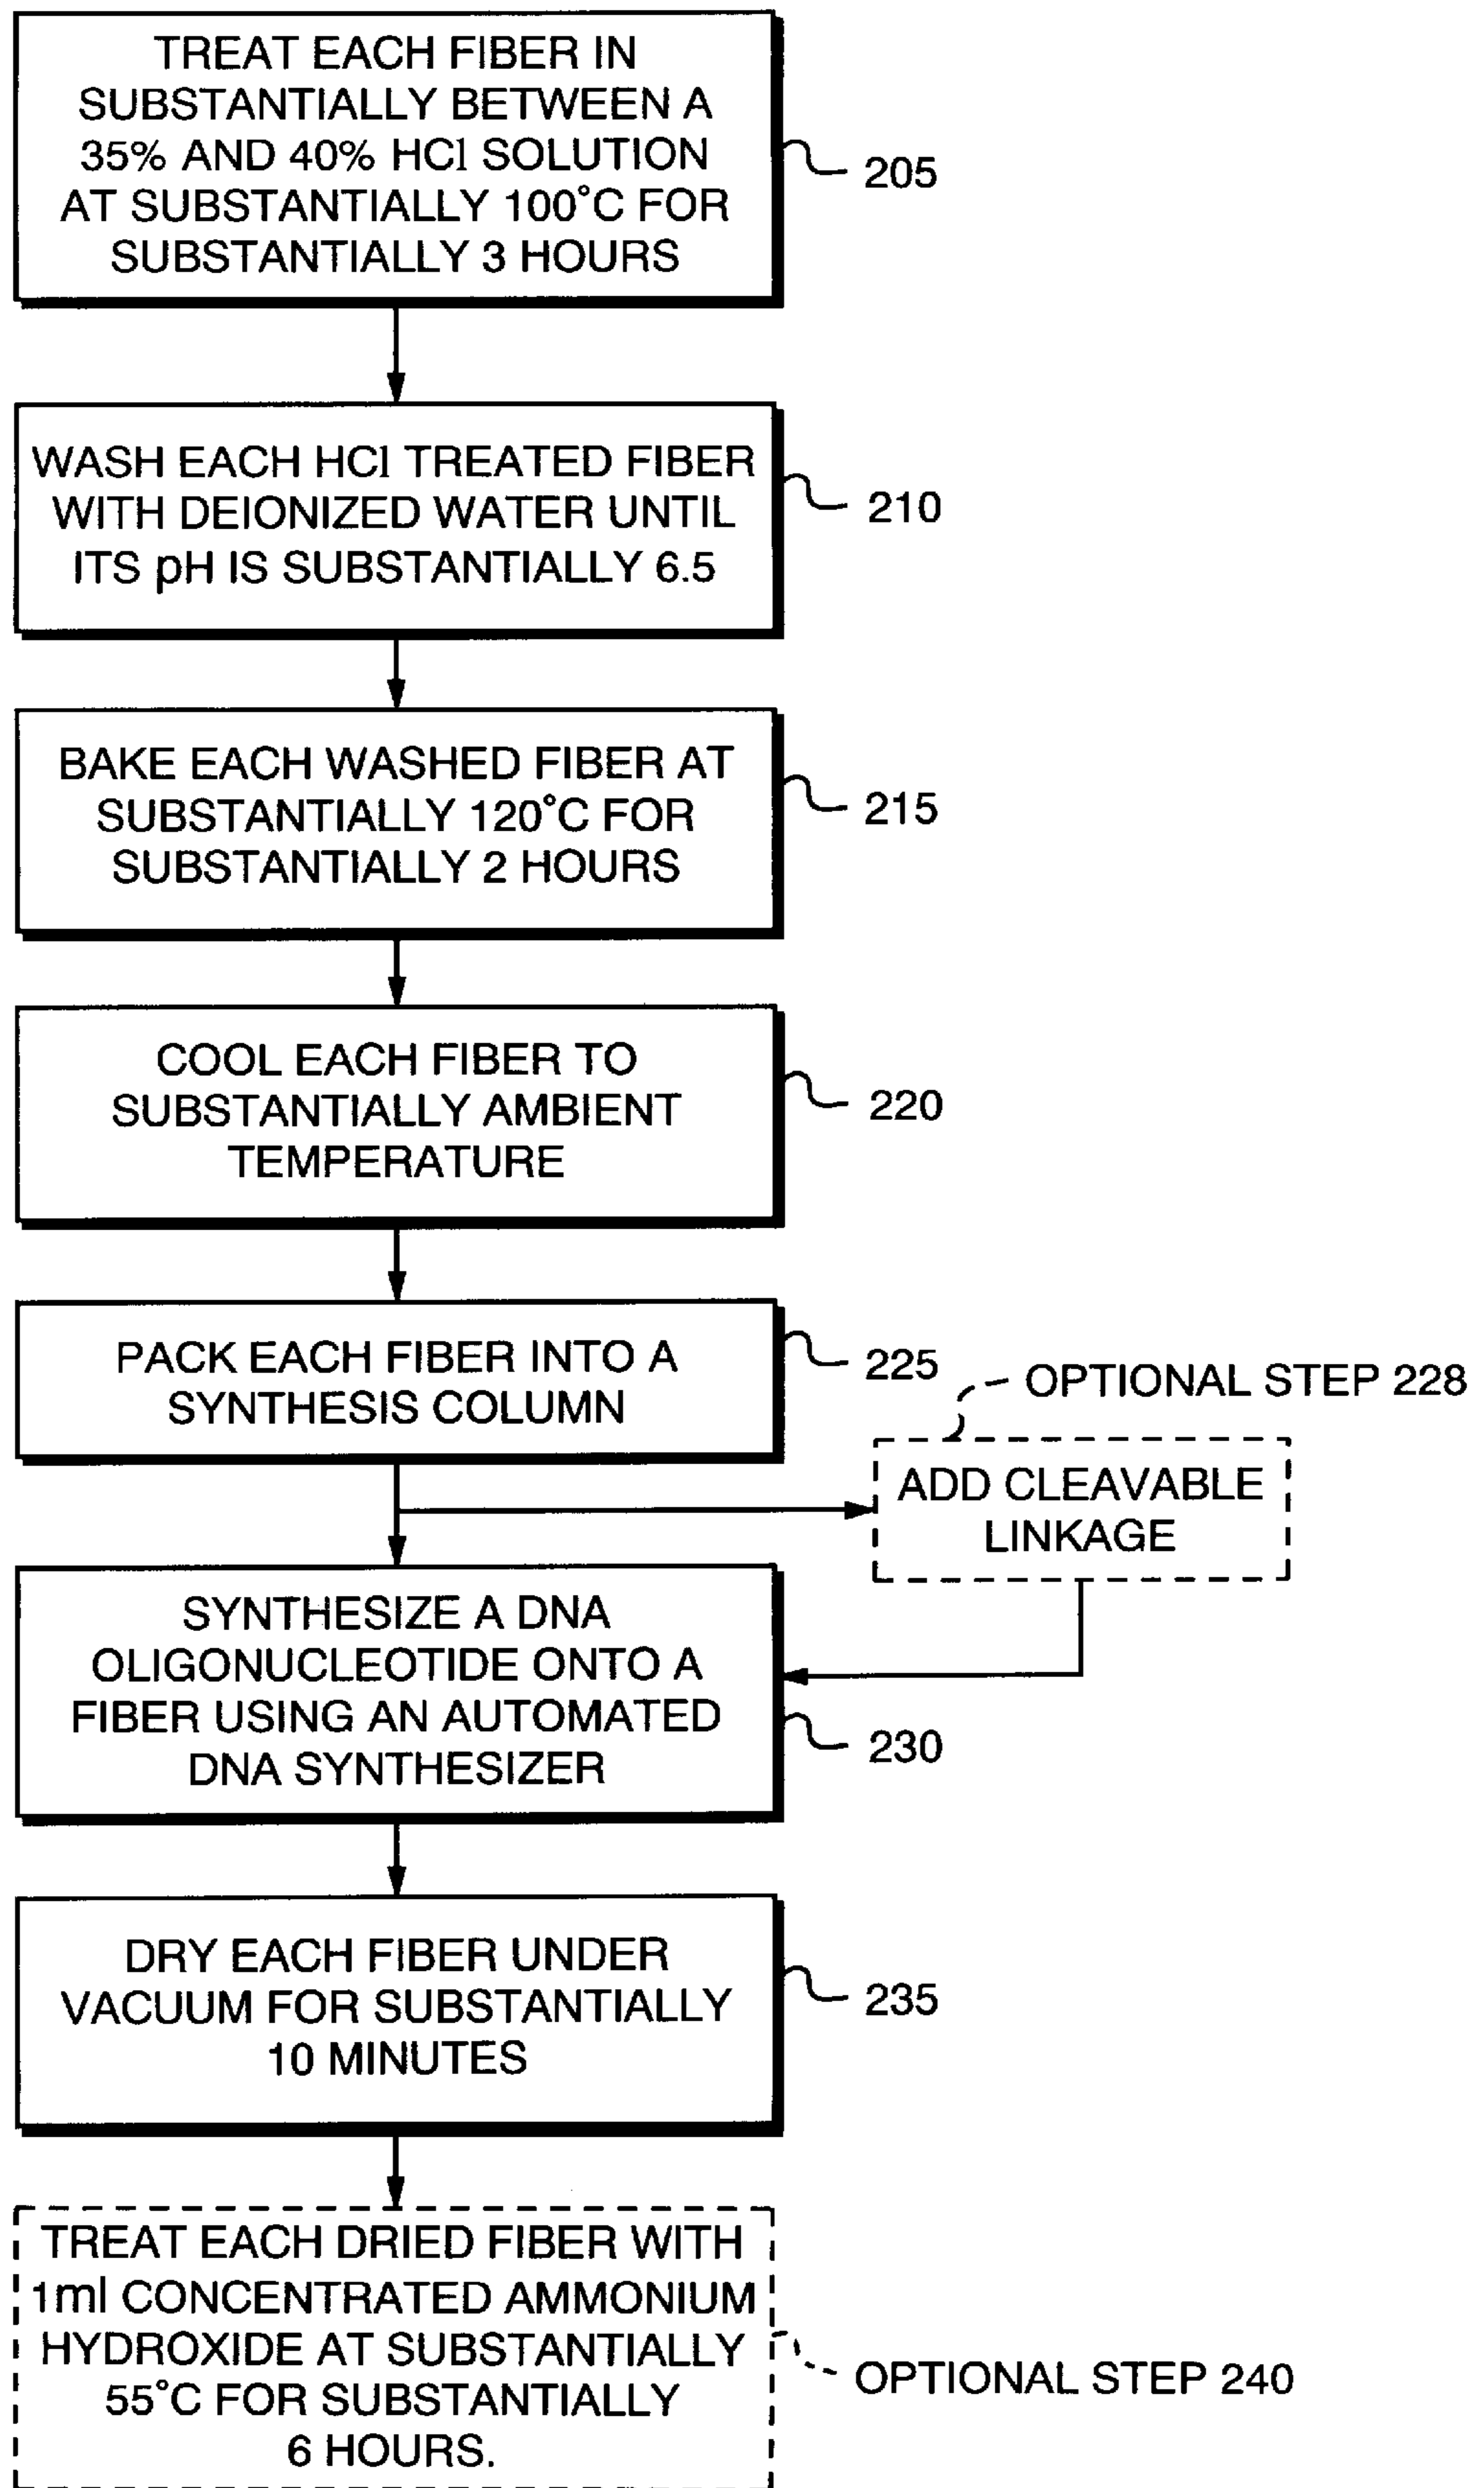 TREAT EACH FIBER IN
SUBSTANTIALLY BETWEEN A
35% AND 40% HCl SOLUTION
AT SUBSTANTIALLY 100°C FOR
SUBSTANTIALLY 3 HOURS
205
WASH EACH HCl TREATED FIBER
WITH DEIONIZED WATER UNTIL
ITS pH IS SUBSTANTIALLY 6.5
210
BAKE EACH WASHED FIBER AT
SUBSTANTIALLY 120°C FOR
SUBSTANTIALLY 2 HOURS
215
COOL EACH FIBER TO
SUBSTANTIALLY AMBIENT
TEMPERATURE
220
PACK EACH FIBER INTO A
SYNTHESIS COLUMN
225
OPTIONAL STEP 228
ADD CLEAVABLE
LINKAGE
SYNTHESIZE A DNA
OLIGONUCLEOTIDE ONTO A
FIBER USING AN AUTOMATED
DNA SYNTHESIZER
230
DRY EACH FIBER UNDER
VACUUM FOR SUBSTANTIALLY
10 MINUTES
235
TREAT EACH DRIED FIBER WITH
1ml CONCENTRATED AMMONIUM
HYDROXIDE AT SUBSTANTIALLY
55°C FOR SUBSTANTIALLY
6 HOURS.
OPTIONAL STEP 240